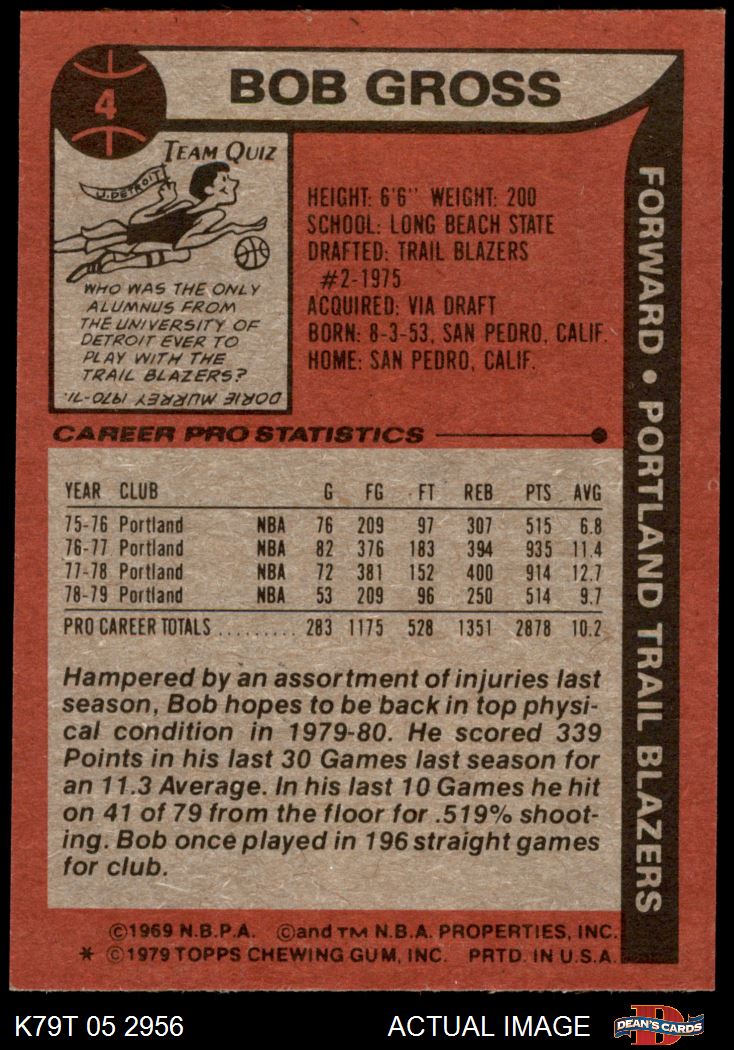 4
BOB GROSS
TEAM QUIZ
U. DETROIT
WHO WAS THE ONLY
ALUMNUS FROM
THE UNIVERSITY OF
DETROIT EVER TO
PLAY WITH THE
TRAIL BLAZERS?
DORIE MURREY 1970-71.
HEIGHT: 6'6" WEIGHT: 200
SCHOOL: LONG BEACH STATE
DRAFTED: TRAIL BLAZERS
#2-1975
ACQUIRED: VIA DRAFT
BORN: 8-3-53, SAN PEDRO, CALIF.
HOME: SAN PEDRO, CALIF.
FORWARD • PORTLAND TRAIL BLAZERS
CAREER PRO STATISTICS
YEAR CLUB G FG FT REB PTS AVG
75-76 Portland NBA 76 209 97 307 515 6.8
76-77 Portland NBA 82 376 183 394 935 11.4
77-78 Portland NBA 72 381 152 400 914 12.7
78-79 Portland NBA 53 209 96 250 514 9.7
PRO CAREER TOTALS ......... 283 1175 528 1351 2878 10.2
Hampered by an assortment of injuries last
season, Bob hopes to be back in top physi-
cal condition in 1979-80. He scored 339
Points in his last 30 Games last season for
an 11.3 Average. In his last 10 Games he hit
on 41 of 79 from the floor for .519% shoot-
ing. Bob once played in 196 straight games
for club.
©1969 N.B.P.A. ©and TM N.B.A. PROPERTIES, INC.
* ©1979 TOPPS CHEWING GUM, INC. PRTD. IN U.S.A.
K79T 05 2956 ACTUAL IMAGE
D
DEAN'S CARDS